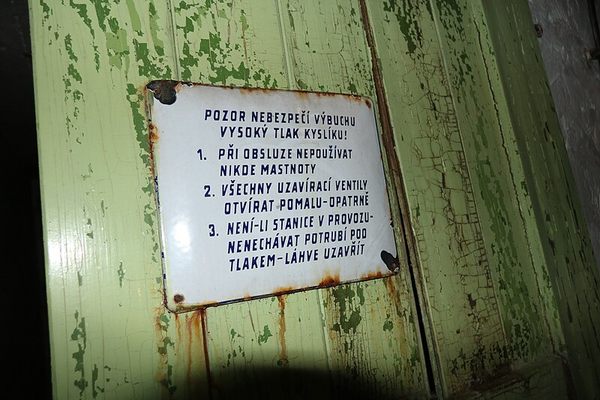 POZOR NEBEZPEČÍ VÝBUCHU
VYSOKÝ TLAK KYSLÍKU!
1. PŘI OBSLUZE NEPOUŽÍVAT
NIKDE MASTNOTY
2. VŠECHNY UZAVÍRACÍ VENTILY
OTVÍRAT POMALU-OPATRNĚ
3. NENÍ-LI STANICE V PROVOZU-
NENECHÁVAT POTRUBÍ POD
TLAKEM-LÁHVE UZAVŘÍT